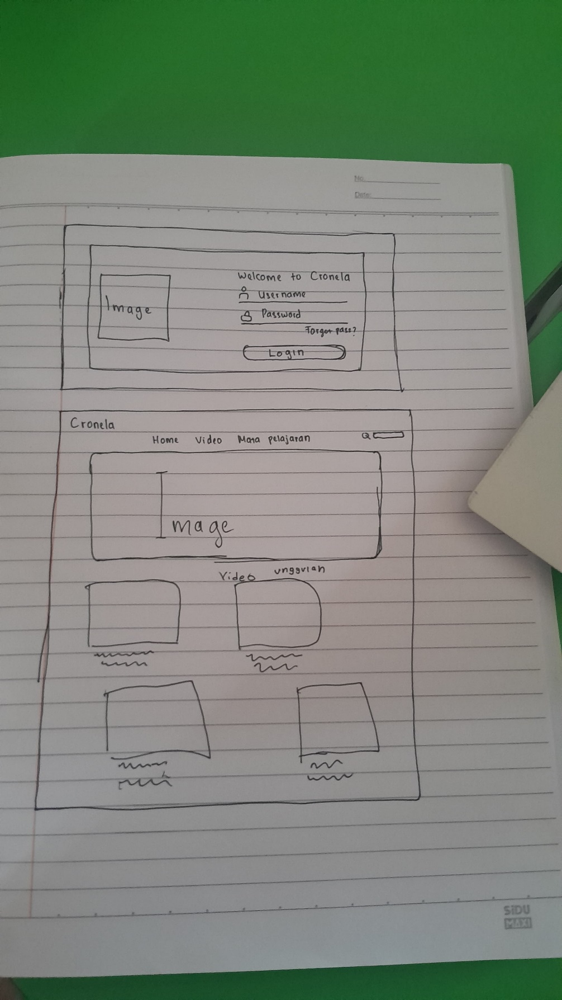 No.
Date:
Welcome to Cronela
Username
Image
Password
Forgot pass?
Login
Cronela
Home Video Mata pelajaran
Image
Video unggulan
SiDU
MAXI